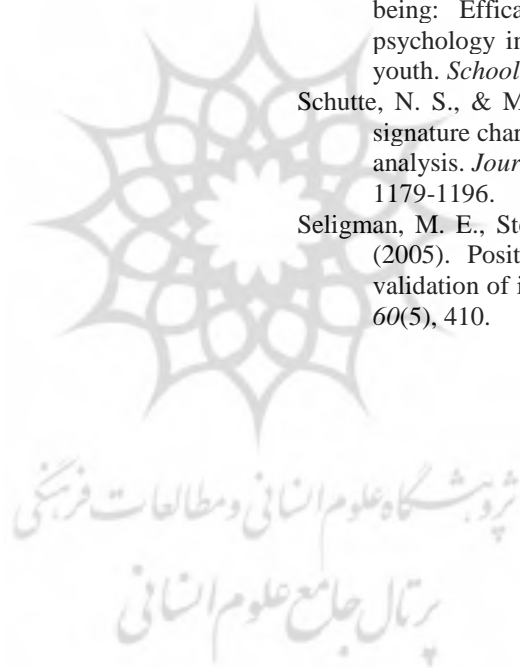 being: Effica
psychology in
youth. School
Schutte, N. S., & M
signature char
analysis. Jour
1179-1196.
Seligman, M. E., Ste
(2005). Posit
validation of i
60(5), 410.
پژوهشگاه علوم انسانی و مطالعات فرهنگی
پرتال جامع علوم انسانی